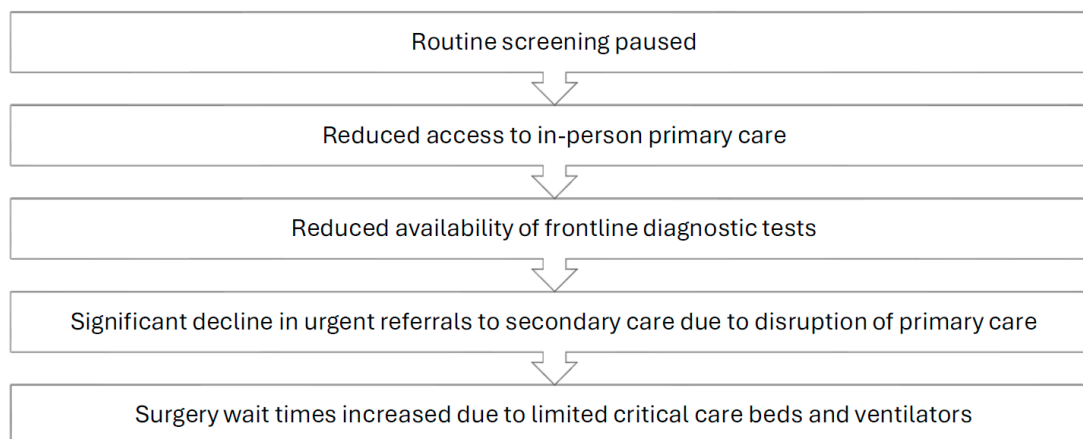 Routine screening paused
Reduced access to in-person primary care
Reduced availability of frontline diagnostic tests
Significant decline in urgent referrals to secondary care due to disruption of primary care
Surgery wait times increased due to limited critical care beds and ventilators